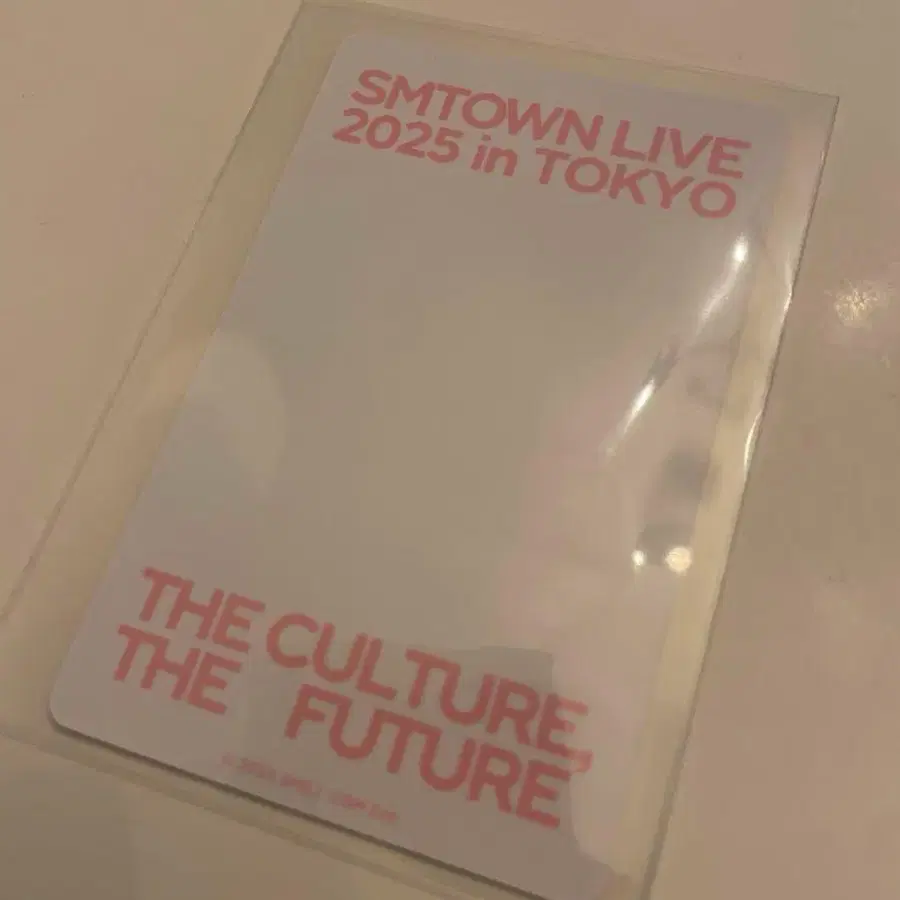 SMTOWN LIVE
2025 in TOKYO
THE CULTURE,
THE FUTURE